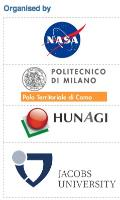 Organised by
NASA
POLITECNICO
DI MILANO
Polo Territoriale di Como
HUNAGI
JACOBS
UNIVERSITY